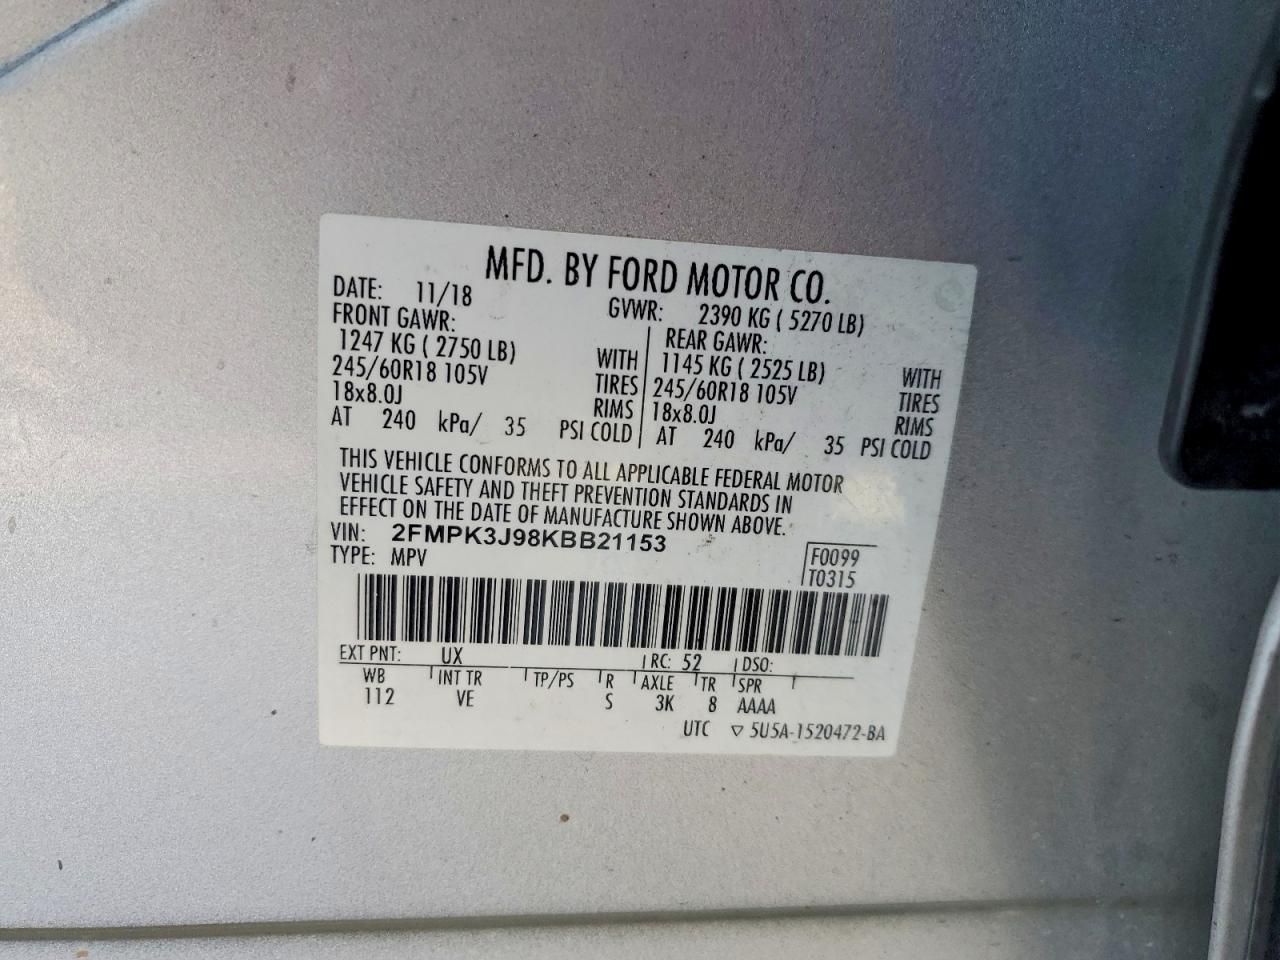 MFD. BY FORD MOTOR CO.
DATE: 11/18 GVWR: 2390 KG ( 5270 LB)
FRONT GAWR: REAR GAWR:
1247 KG ( 2750 LB) WITH 1145 KG ( 2525 LB) WITH
245/60R18 105V TIRES 245/60R18 105V TIRES
18x8.0J RIMS 18x8.0J RIMS
AT 240 kPa/ 35 PSI COLD AT 240 kPa/ 35 PSI COLD
THIS VEHICLE CONFORMS TO ALL APPLICABLE FEDERAL MOTOR
VEHICLE SAFETY AND THEFT PREVENTION STANDARDS IN
EFFECT ON THE DATE OF MANUFACTURE SHOWN ABOVE.
VIN: 2FMPK3J98KBB21153
TYPE: MPV
F0099
T0315
EXT PNT: UX RC: 52 DSO:
WB INT TR TP/PS R AXLE TR SPR
112 VE S 3K 8 AAAA
UTC ▽ 5U5A-1520472-BA